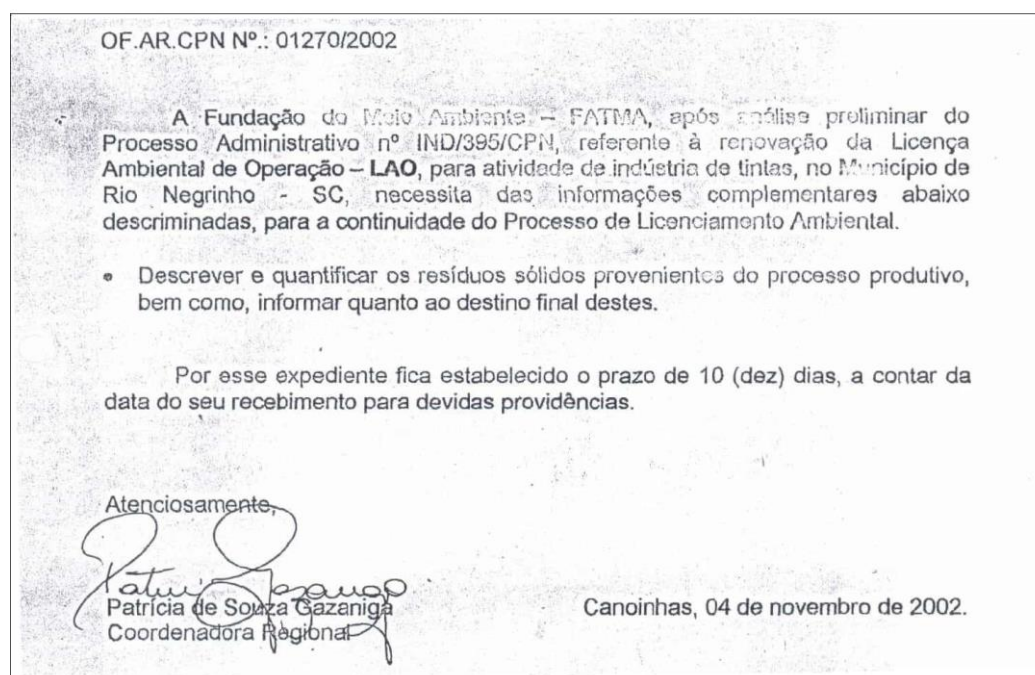 OF.AR.CPN Nº.: 01270/2002
A Fundação do Meio Ambiente – FATMA, após análise preliminar do
Processo Administrativo nº IND/395/CPN, referente à renovação da Licença
Ambiental de Operação – LAO, para atividade de indústria de tintas, no Município de
Rio Negrinho - SC, necessita das informações complementares abaixo
descriminadas, para a continuidade do Processo de Licenciamento Ambiental.
• Descrever e quantificar os resíduos sólidos provenientes do processo produtivo,
bem como, informar quanto ao destino final destes.
Por esse expediente fica estabelecido o prazo de 10 (dez) dias, a contar da
data do seu recebimento para devidas providências.
Atenciosamente,
Patrícia de Souza Gazaniga
Coordenadora Regional
Canoinhas, 04 de novembro de 2002.